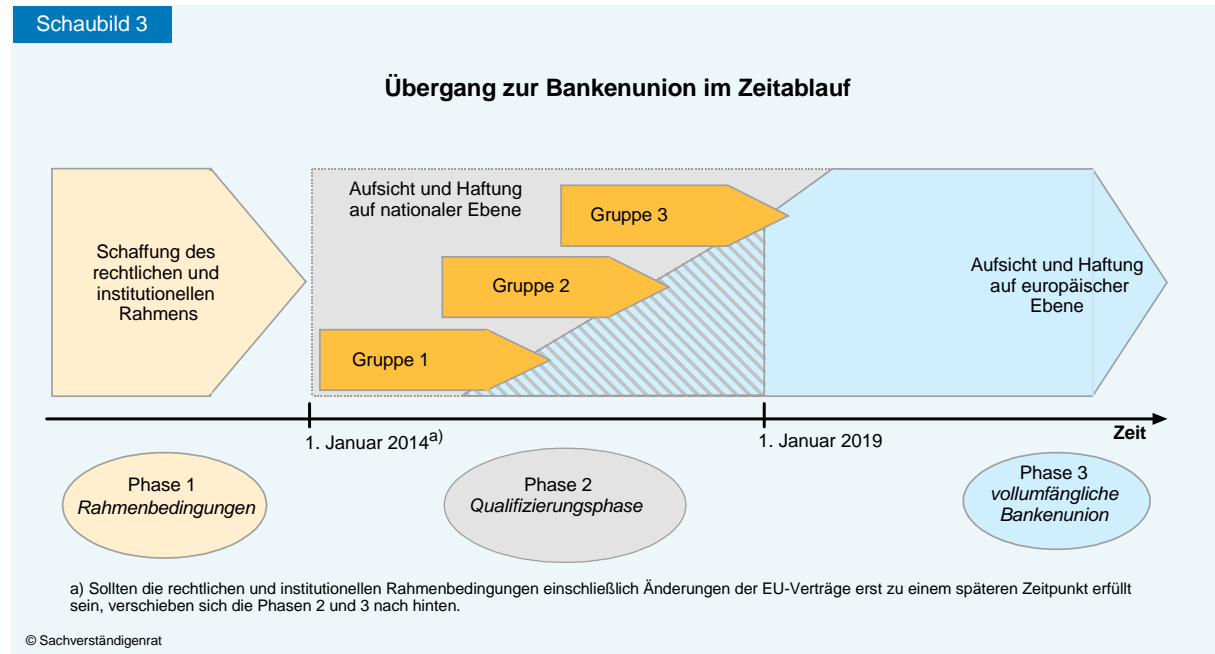 Schaubild 3
Übergang zur Bankenunion im Zeitablauf
Schaffung des
rechtlichen und
institutionellen
Rahmens
Aufsicht und Haftung
auf nationaler Ebene
Gruppe 3
Gruppe 2
Gruppe 1
Aufsicht und Haftung
auf europäischer
Ebene
1. Januar 2014a)
1. Januar 2019
Zeit
Phase 1
Rahmenbedingungen
Phase 2
Qualifizierungsphase
Phase 3
vollumfängliche
Bankenunion
a) Sollten die rechtlichen und institutionellen Rahmenbedingungen einschließlich Änderungen der EU-Verträge erst zu einem späteren Zeitpunkt erfüllt
sein, verschieben sich die Phasen 2 und 3 nach hinten.
© Sachverständigenrat